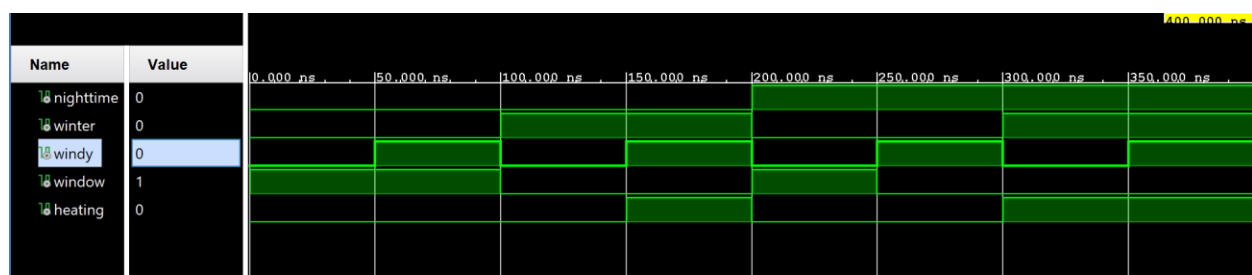 400.000 ns
Name Value
0.000 ns 50.000 ns 100.000 ns 150.000 ns 200.000 ns 250.000 ns 300.000 ns 350.000 ns
nighttime 0
winter 0
windy 0
window 1
heating 0